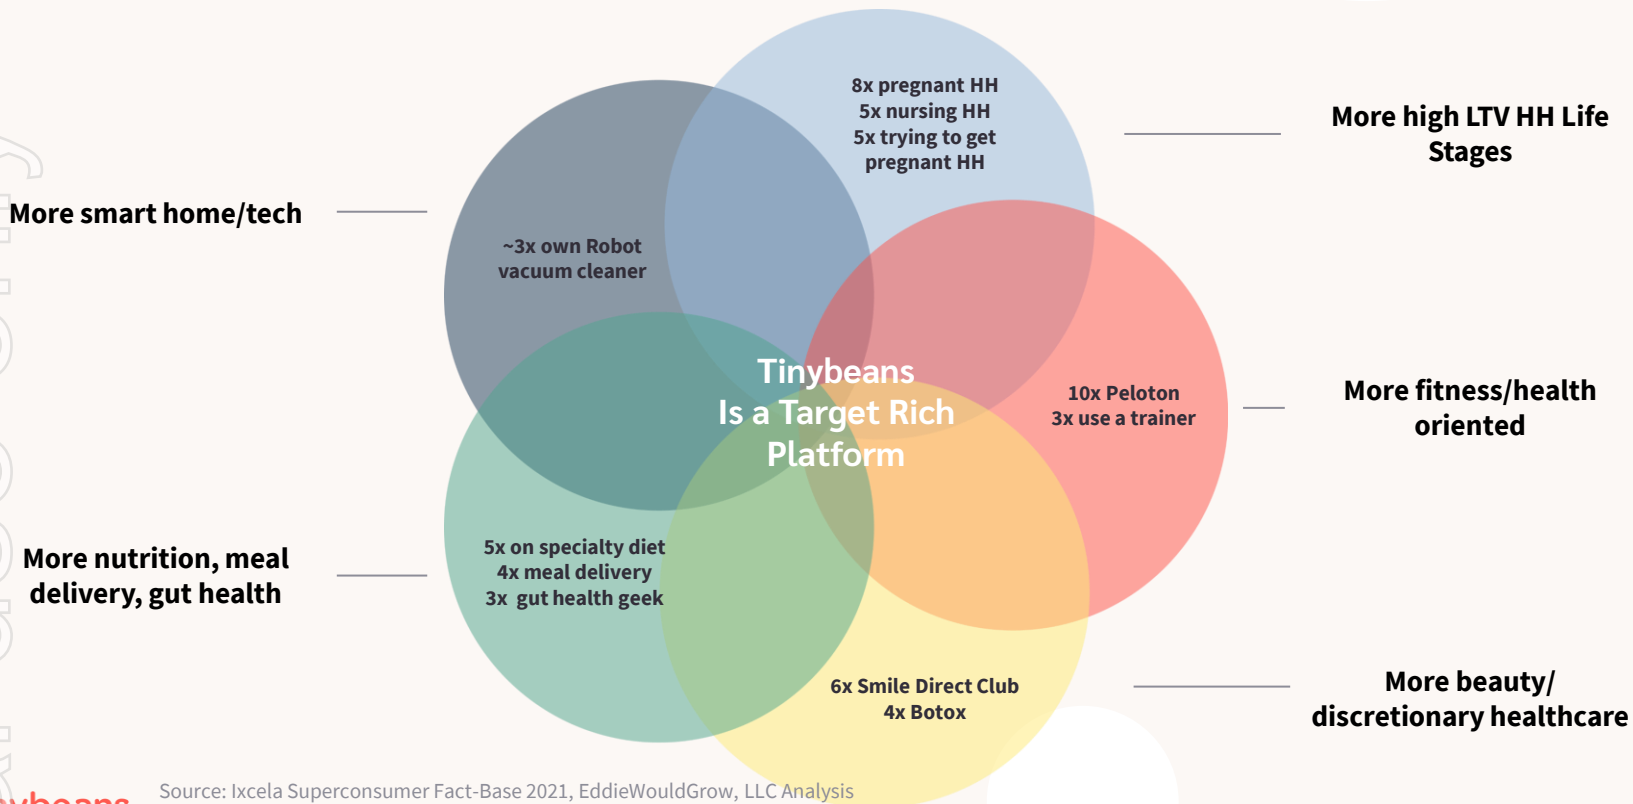 8x pregnant HH
5x nursing HH
5x trying to get
pregnant HH
More high LTV HH Life
Stages
More smart home/tech
~3x own Robot
vacuum cleaner
Tinybeans
Is a Target Rich
Platform
10x Peloton
3x use a trainer
More fitness/health
oriented
More nutrition, meal
delivery, gut health
5x on specialty diet
4x meal delivery
3x gut health geek
6x Smile Direct Club
4x Botox
More beauty/
discretionary healthcare
Source: Ixcela Superconsumer Fact-Base 2021, EddieWouldGrow, LLC Analysis